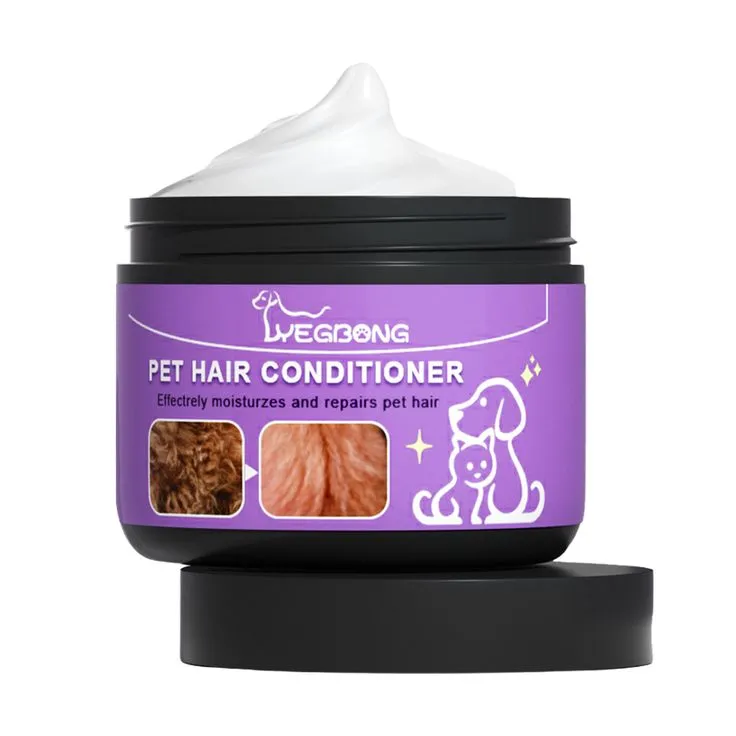 YEGBONG
PET HAIR CONDITIONER
Effectrely moisturzes and repairs pet hair